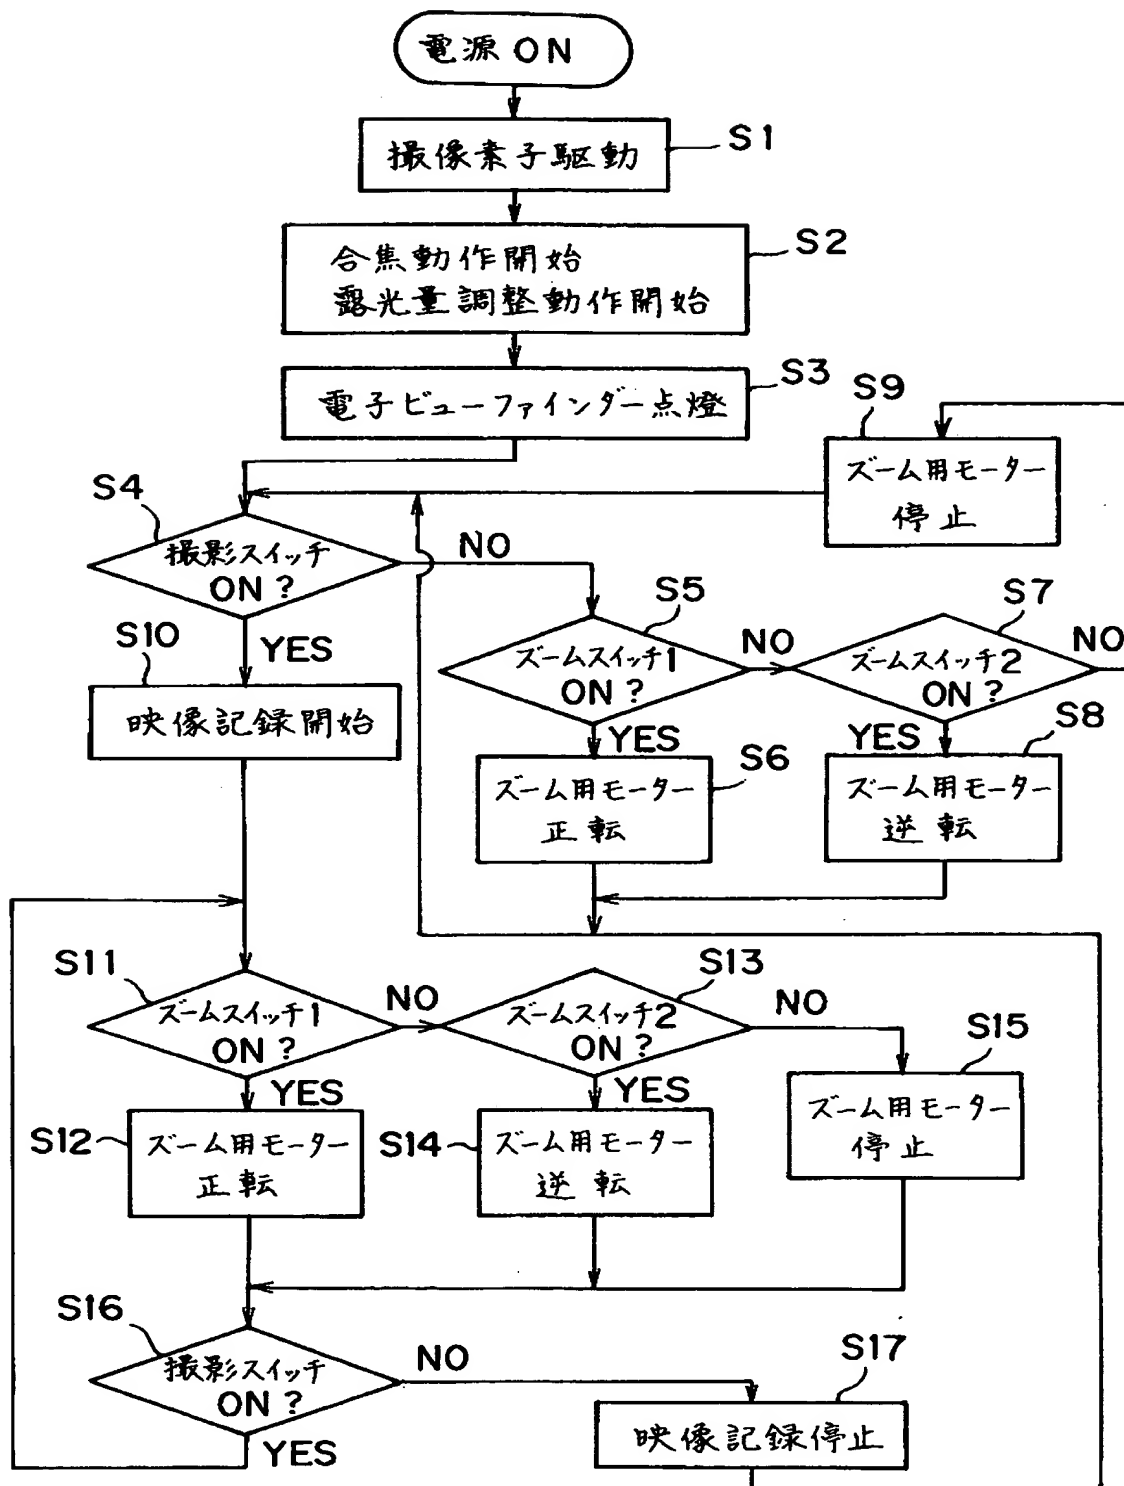 電源 ON
撮像素子駆動
S1
合焦動作開始
露光量調整動作開始
S2
電子ビューファインダー点燈
S3
S9
ズーム用モーター
停止
S4
撮影スイッチ
ON?
NO
YES
S5
ズームスイッチ1
ON?
NO
YES
S7
ズームスイッチ2
ON?
NO
YES
S10
映像記録開始
S6
ズーム用モーター
正転
S8
ズーム用モーター
逆転
S11
ズームスイッチ1
ON?
NO
YES
S13
ズームスイッチ2
ON?
NO
YES
S15
ズーム用モーター
停止
S12
ズーム用モーター
正転
S14
ズーム用モーター
逆転
S16
撮影スイッチ
ON?
NO
YES
S17
映像記録停止